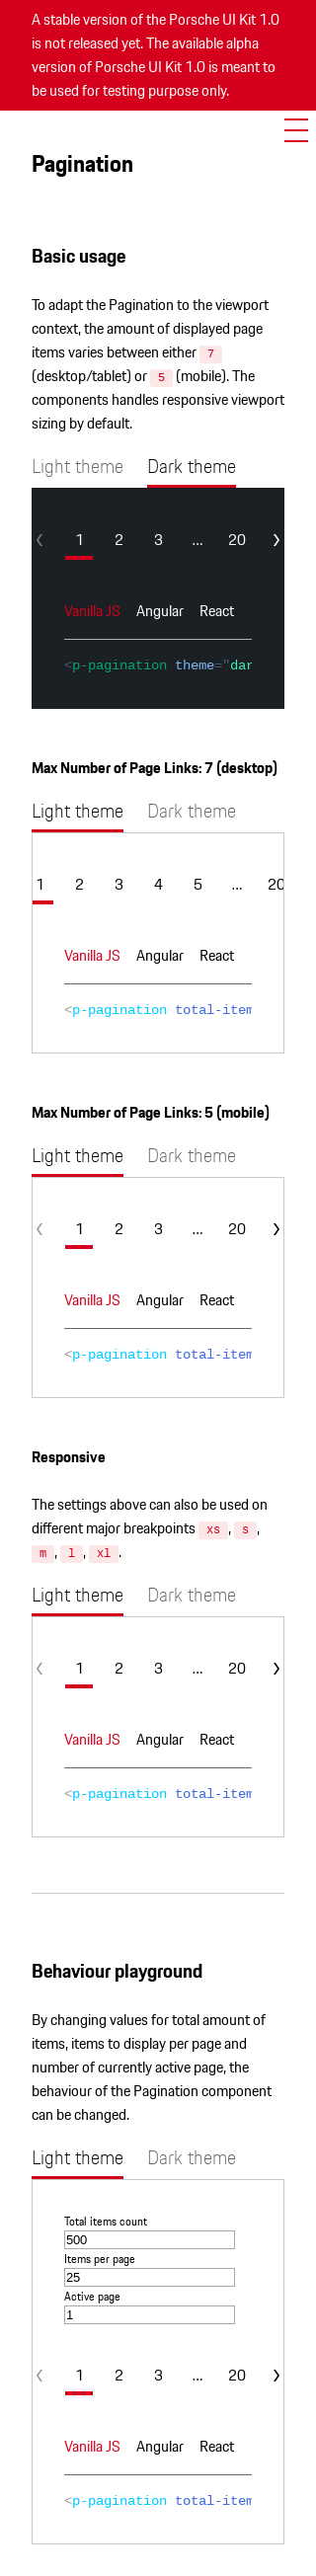 A stable version of the Porsche UI Kit 1.0
is not released yet. The available alpha
version of Porsche UI Kit 1.0 is meant to
be used for testing purpose only.
Pagination
Basic usage
To adapt the Pagination to the viewport
context, the amount of displayed page
items varies between either 7
(desktop/tablet) or 5 (mobile). The
components handles responsive viewport
sizing by default.
Light theme Dark theme
1 2 3 ... 20
Vanilla JS Angular React
<p-pagination theme="dar
Max Number of Page Links: 7 (desktop)
Light theme Dark theme
1 2 3 4 5 ... 20
Vanilla JS Angular React
<p-pagination total-item
Max Number of Page Links: 5 (mobile)
Light theme Dark theme
1 2 3 ... 20
Vanilla JS Angular React
<p-pagination total-item
Responsive
The settings above can also be used on
different major breakpoints xs, s,
m, l, xl.
Light theme Dark theme
1 2 3 ... 20
Vanilla JS Angular React
<p-pagination total-item
Behaviour playground
By changing values for total amount of
items, items to display per page and
number of currently active page, the
behaviour of the Pagination component
can be changed.
Light theme Dark theme
Total items count
500
Items per page
25
Active page
1
1 2 3 ... 20
Vanilla JS Angular React
<p-pagination total-item